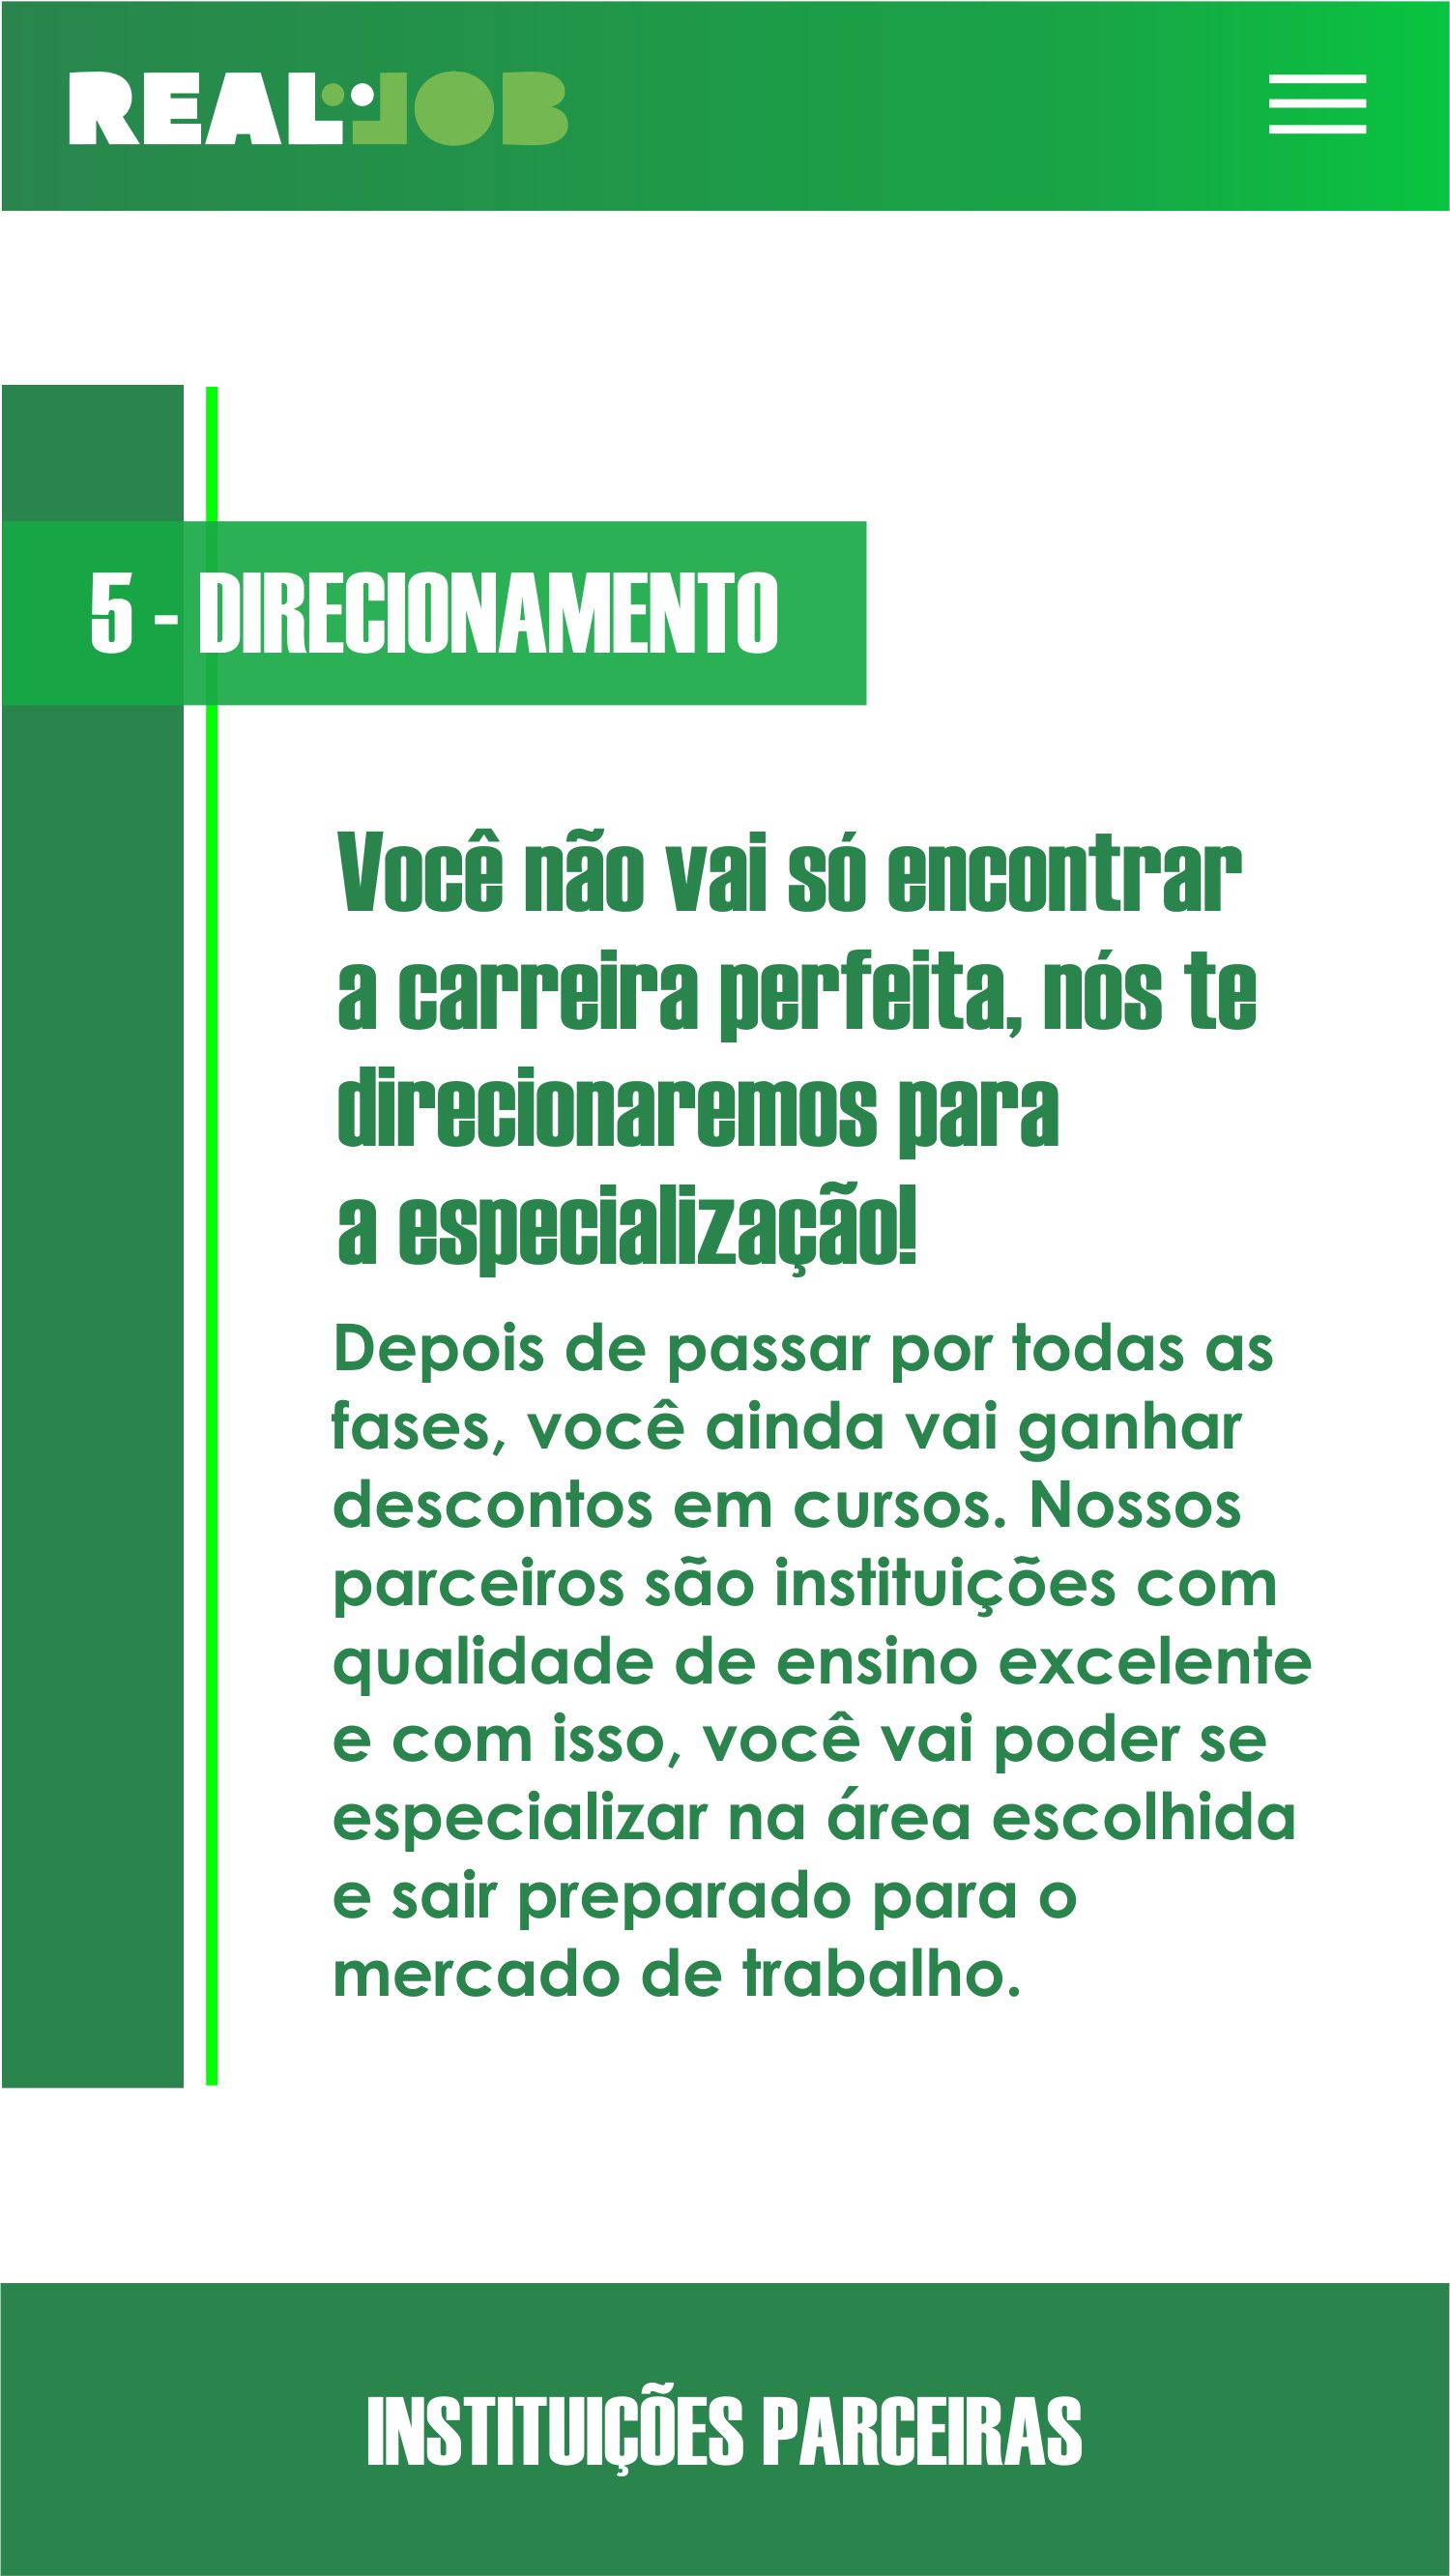 REAL JOB
5 - DIRECIONAMENTO
Você não vai só encontrar
a carreira perfeita, nós te
direcionaremos para
a especialização!
Depois de passar por todas as
fases, você ainda vai ganhar
descontos em cursos. Nossos
parceiros são instituições com
qualidade de ensino excelente
e com isso, você vai poder se
especializar na área escolhida
e sair preparado para o
mercado de trabalho.
INSTITUIÇÕES PARCEIRAS